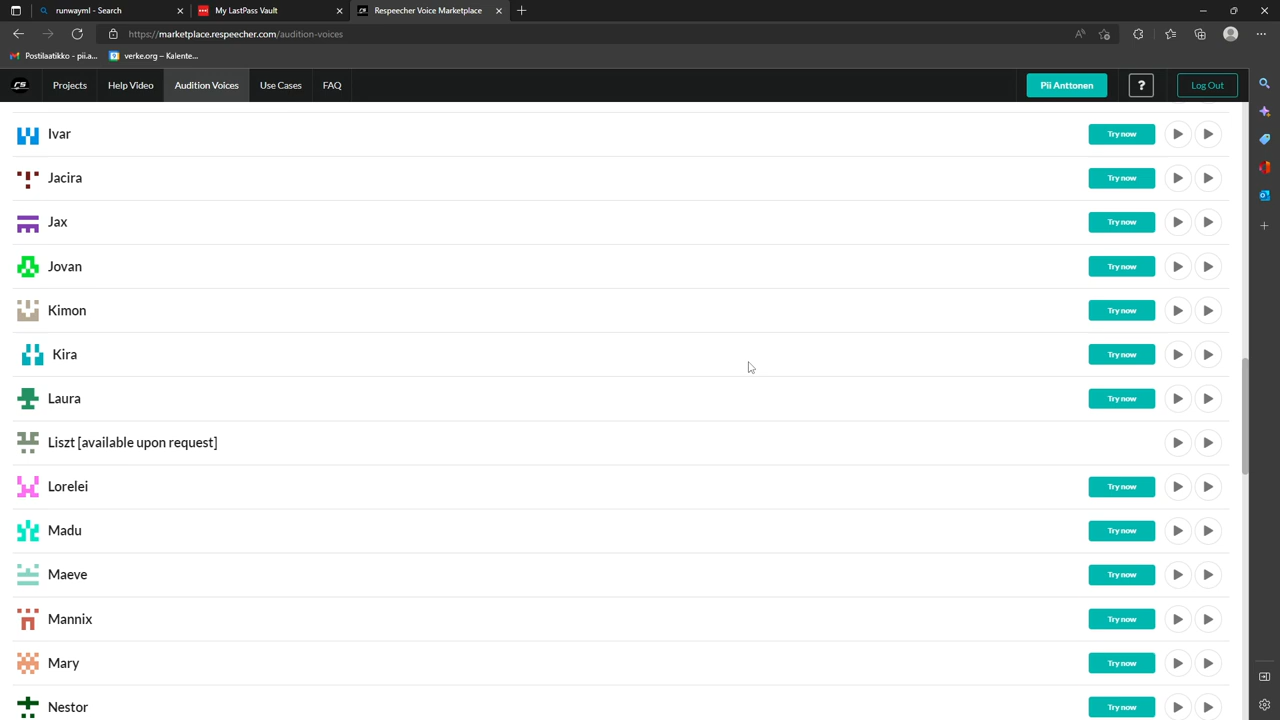 runwayml - Search
My LastPass Vault
Respeecher Voice Marketplace
https://marketplace.respeecher.com/audition-voices
Postilaatikko - pii.a...
verke.org – Kalente...
Projects
Help Video
Audition Voices
Use Cases
FAQ
Pii Anttonen
?
Log Out
Ivar Try now
Jacira Try now
Jax Try now
Jovan Try now
Kimon Try now
Kira Try now
Laura Try now
Liszt [available upon request]
Lorelei Try now
Madu Try now
Maeve Try now
Mannix Try now
Mary Try now
Nestor Try now